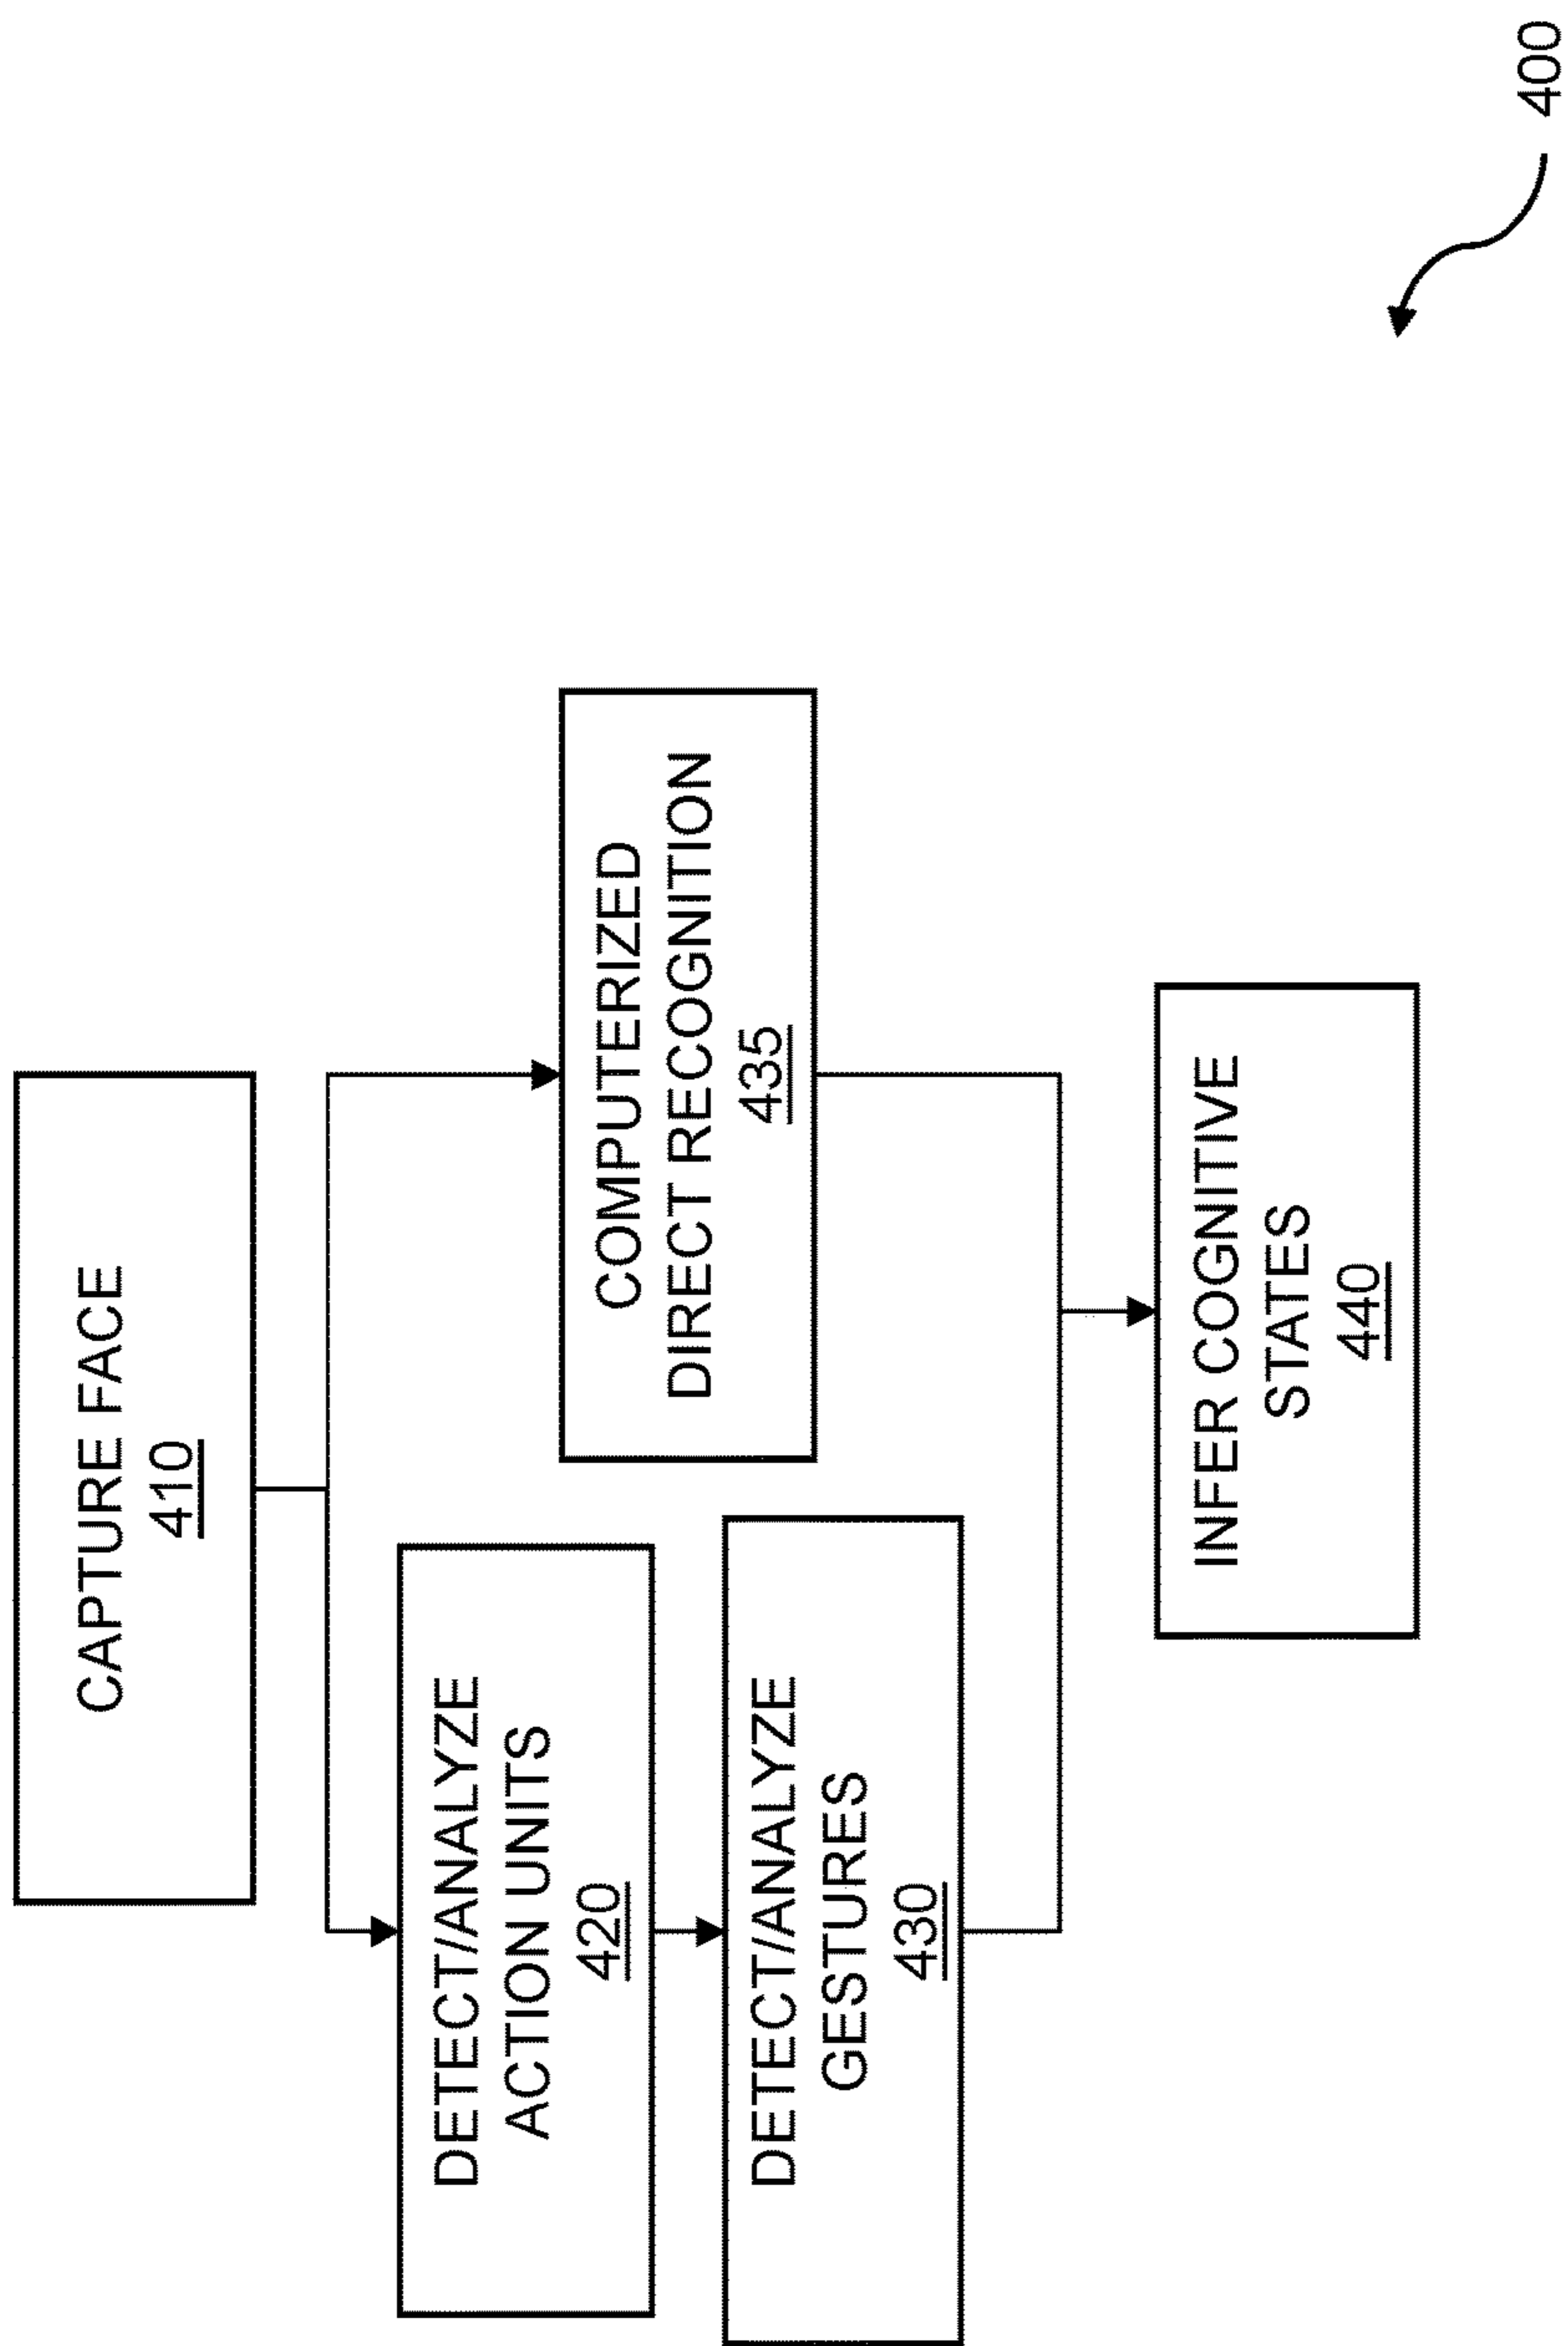 CAPTURE FACE
410
DETECT/ANALYZE
ACTION UNITS
420
DETECT/ANALYZE
GESTURES
430
COMPUTERIZED
DIRECT RECOGNITION
435
INFER COGNITIVE
STATES
440
400